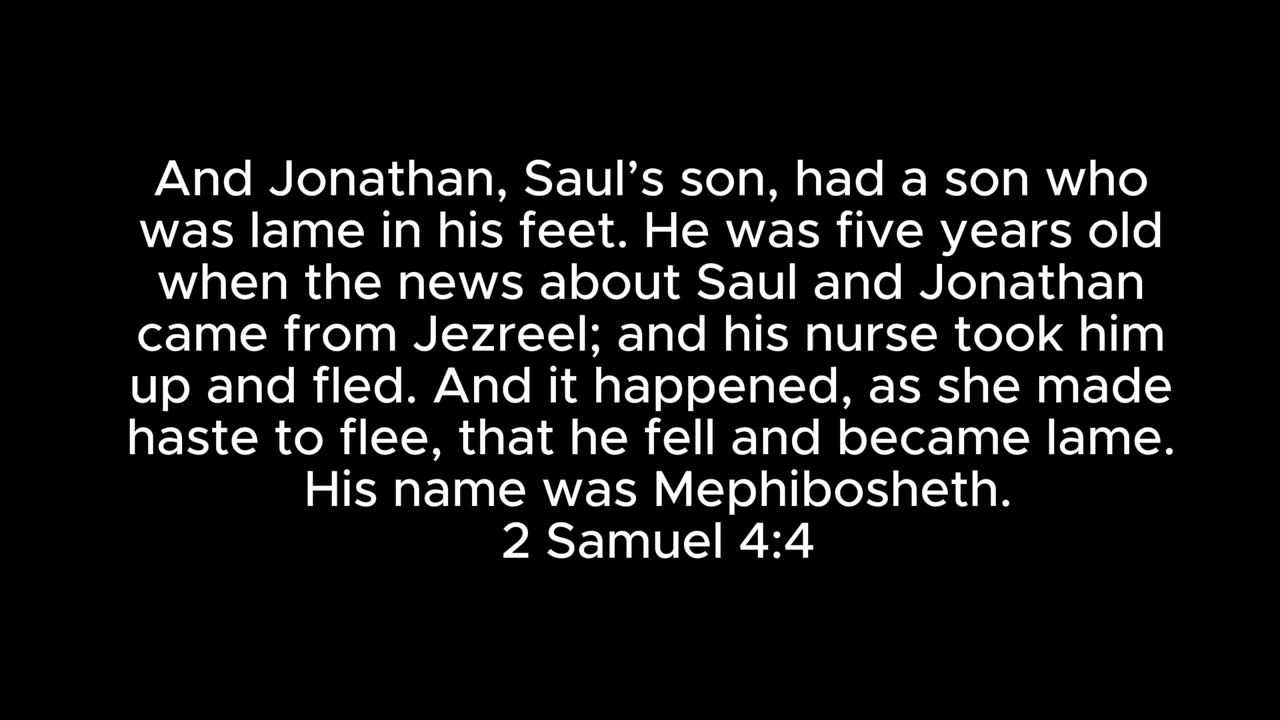 And Jonathan, Saul’s son, had a son who
was lame in his feet. He was five years old
when the news about Saul and Jonathan
came from Jezreel; and his nurse took him
up and fled. And it happened, as she made
haste to flee, that he fell and became lame.
His name was Mephibosheth.
2 Samuel 4:4